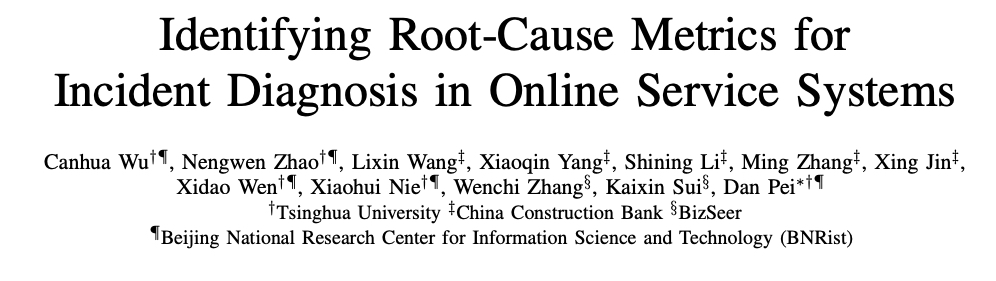 Identifying Root-Cause Metrics for
Incident Diagnosis in Online Service Systems
Canhua Wu†¶, Nengwen Zhao†¶, Lixin Wang‡, Xiaoqin Yang‡, Shining Li‡, Ming Zhang‡, Xing Jin‡,
Xidao Wen†¶, Xiaohui Nie†¶, Wenchi Zhang§, Kaixin Sui§, Dan Pei*†¶
†Tsinghua University ‡China Construction Bank §BizSeer
¶Beijing National Research Center for Information Science and Technology (BNRist)